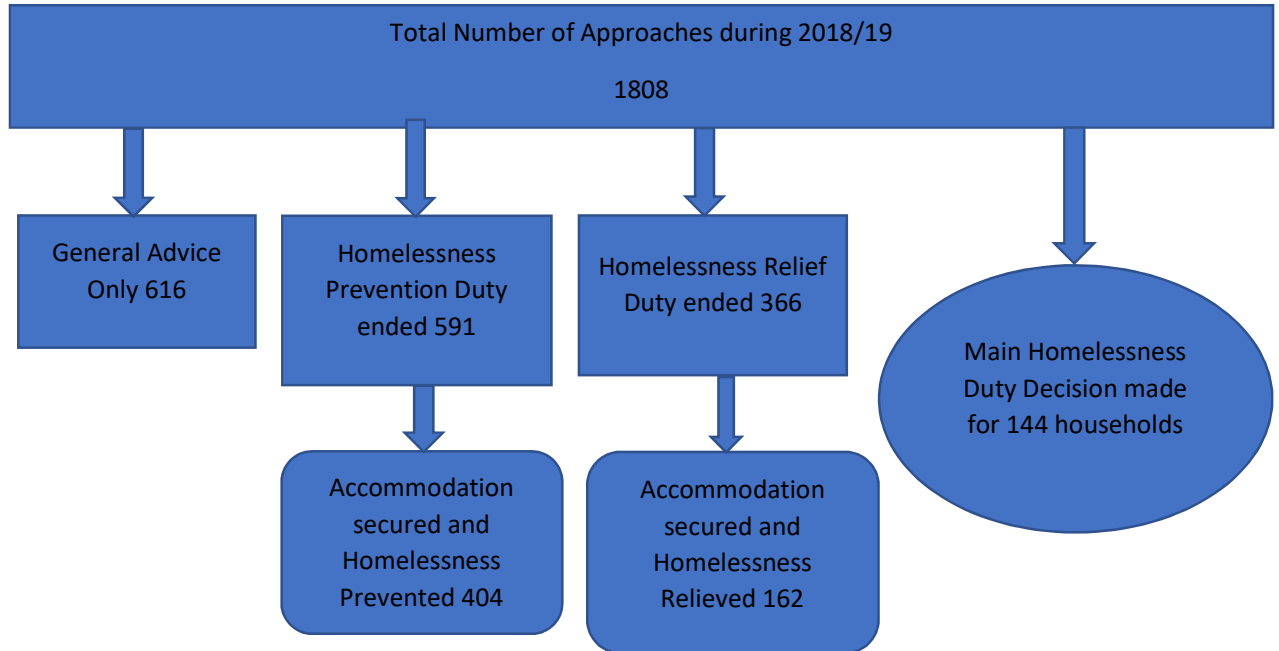 Total Number of Approaches during 2018/19
1808
General Advice
Only 616
Homelessness
Prevention Duty
ended 591
Homelessness Relief
Duty ended 366
Main Homelessness
Duty Decision made
for 144 households
Accommodation
secured and
Homelessness
Prevented 404
Accommodation
secured and
Homelessness
Relieved 162